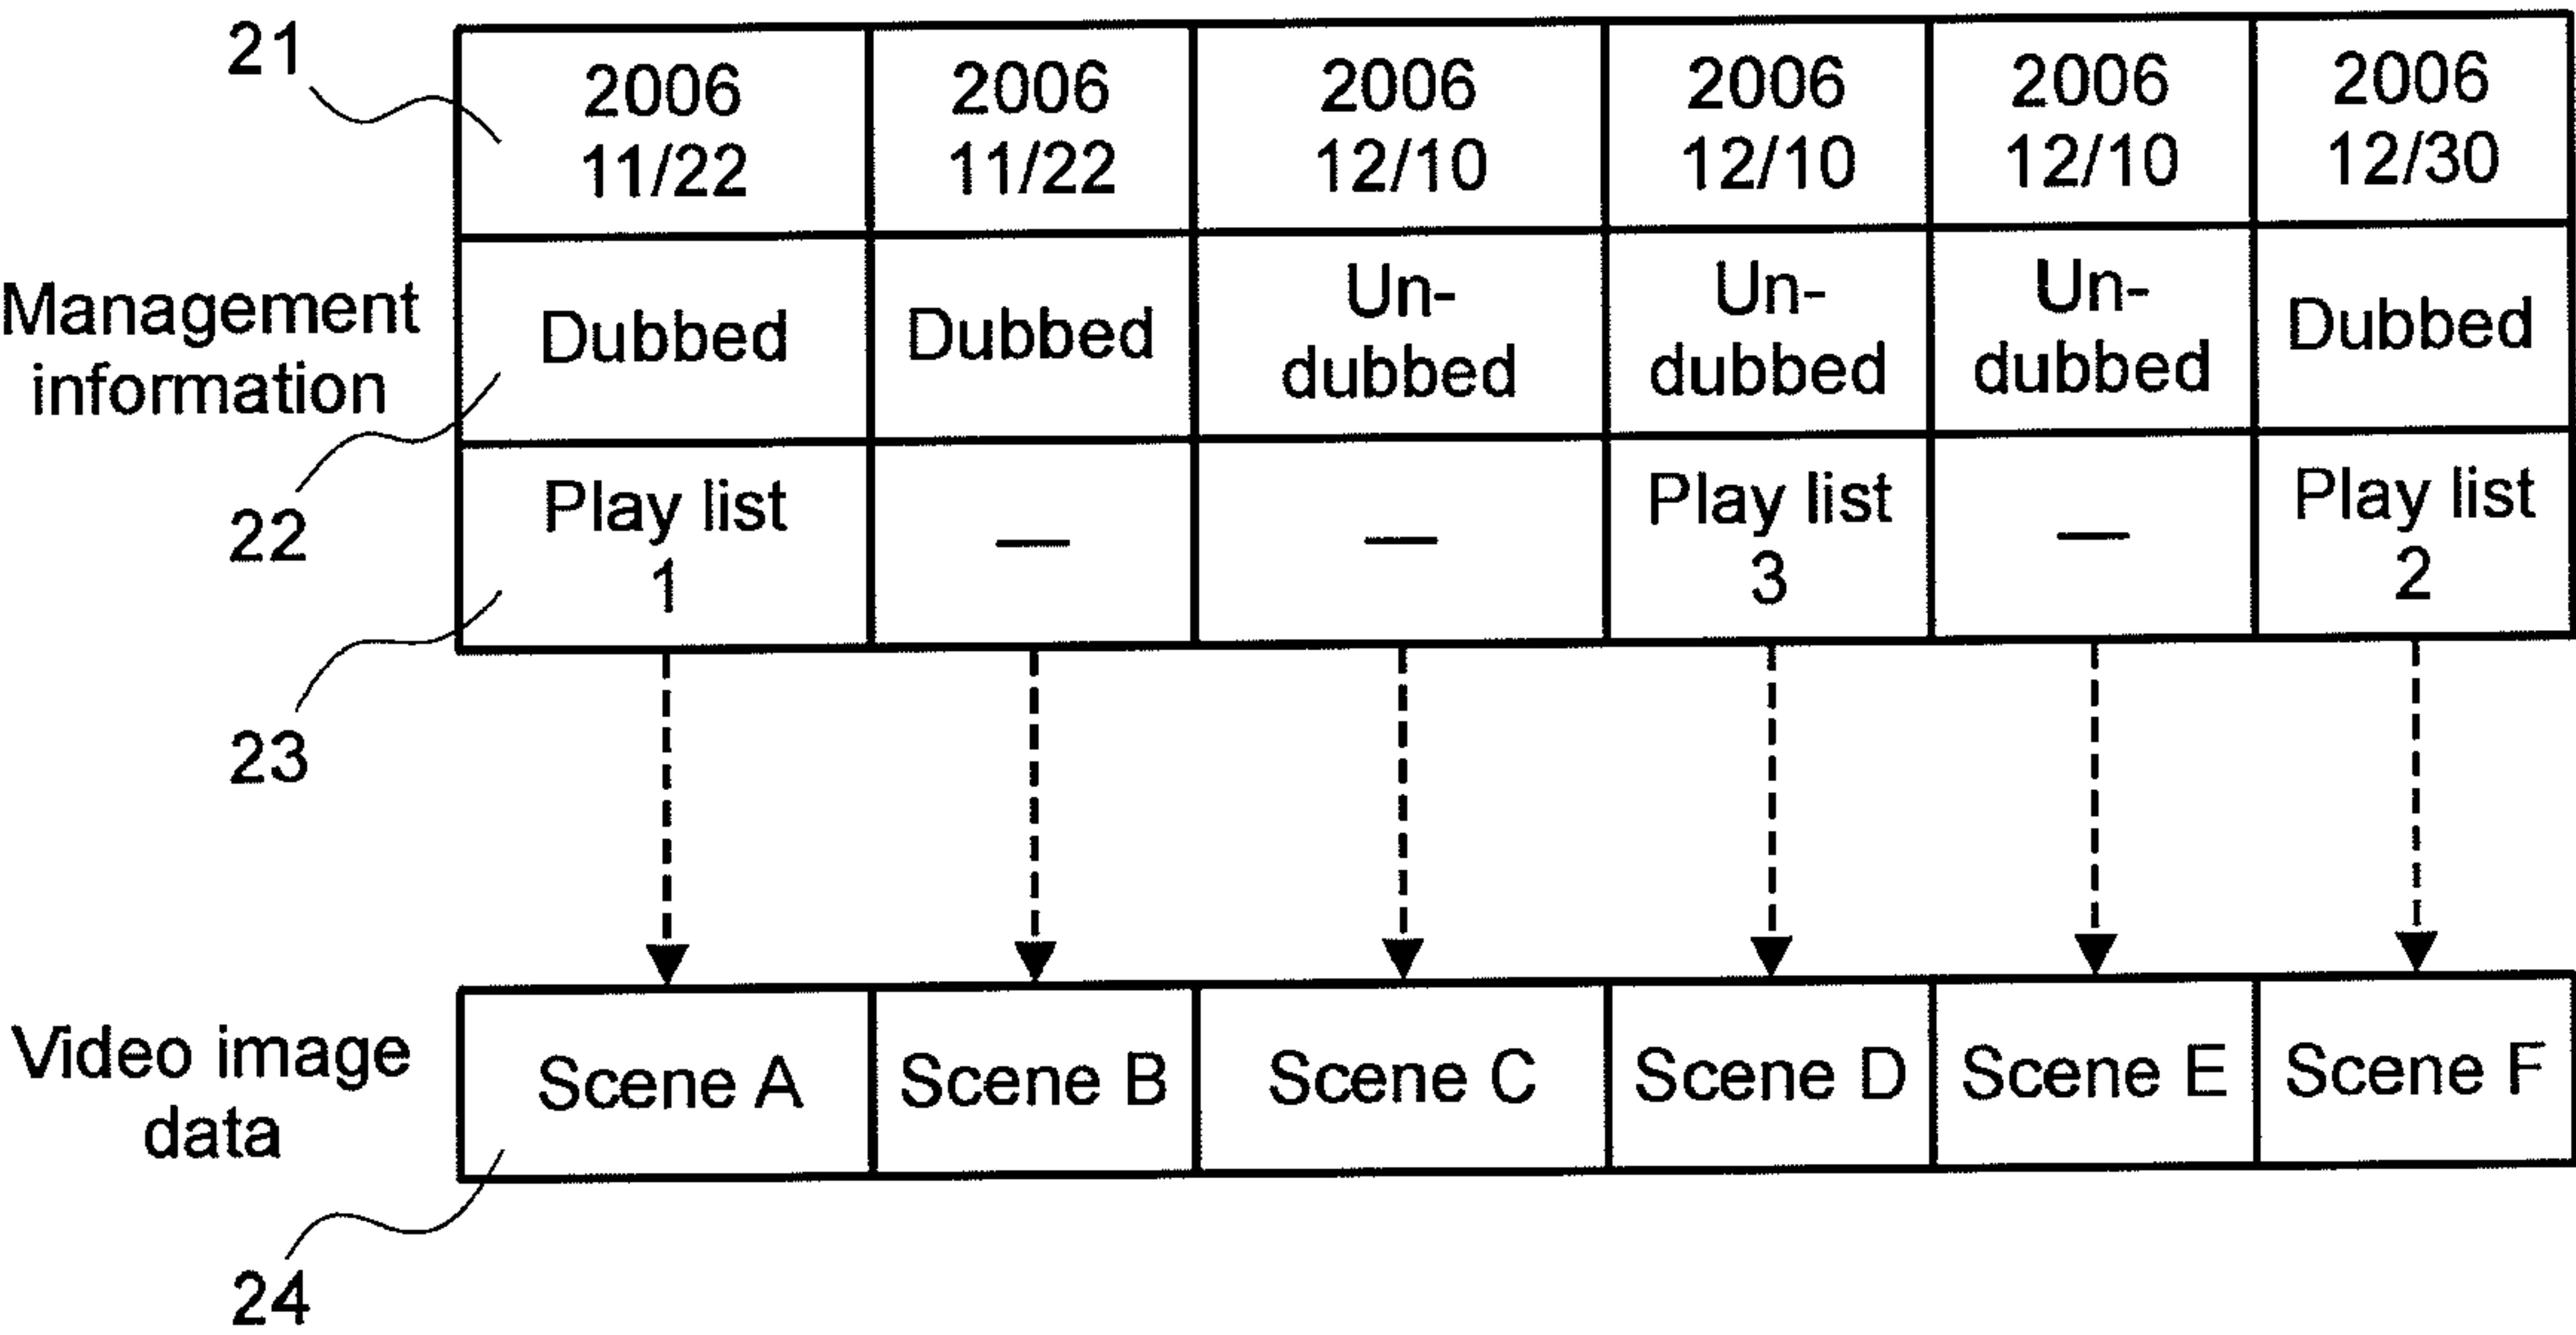 21
2006 11/22
2006 11/22
2006 12/10
2006 12/10
2006 12/10
2006 12/30
Management information
Dubbed
Dubbed
Un-dubbed
Un-dubbed
Un-dubbed
Dubbed
22
Play list 1
—
—
Play list 3
—
Play list 2
23
Video image data
Scene A
Scene B
Scene C
Scene D
Scene E
Scene F
24